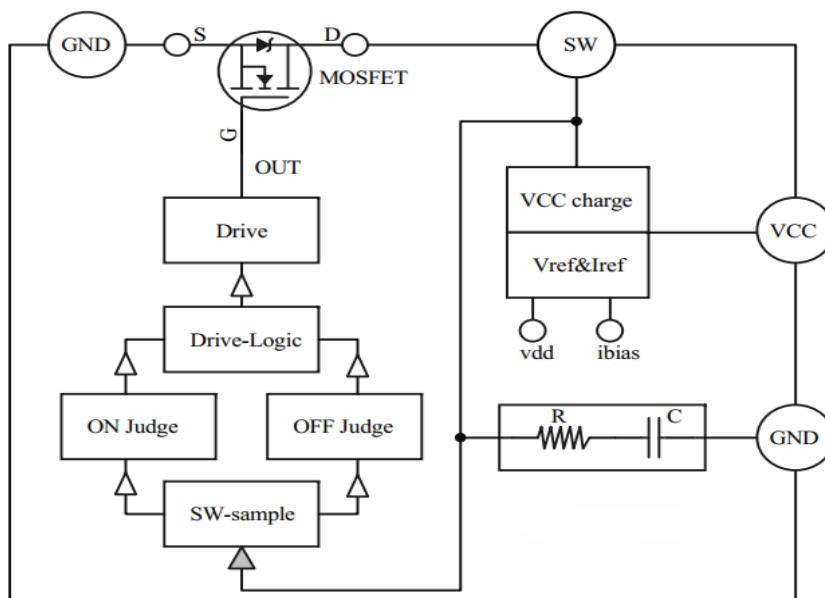 GND
S
D
SW
MOSFET
G
OUT
VCC charge
Drive
VCC
Vref&Iref
Drive-Logic
vdd
ibias
ON Judge
OFF Judge
R
C
GND
SW-sample